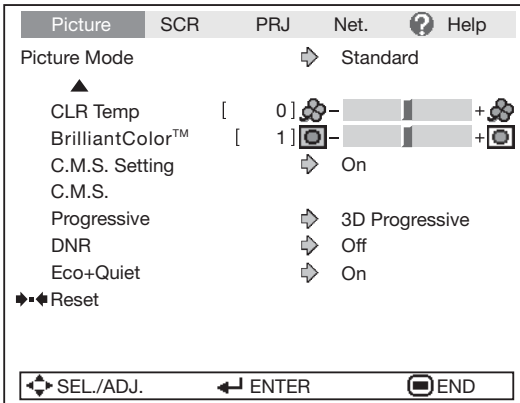 Picture SCR PRJ Net. Help
Picture Mode Standard
CLR Temp [ 0 ] – +
BrilliantColor™ [ 1 ] – +
C.M.S. Setting On
C.M.S.
Progressive 3D Progressive
DNR Off
Eco+Quiet On
Reset
SEL./ADJ. ENTER END